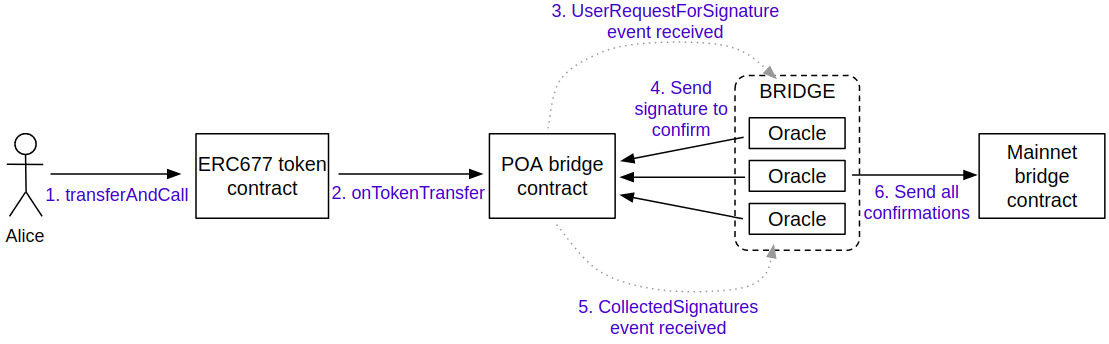 3. UserRequestForSignature
event received
4. Send
signature to
confirm
BRIDGE
Oracle
Oracle
Oracle
ERC677 token
contract
POA bridge
contract
Mainnet
bridge
contract
1. transferAndCall
2. onTokenTransfer
6. Send all
confirmations
Alice
5. CollectedSignatures
event received